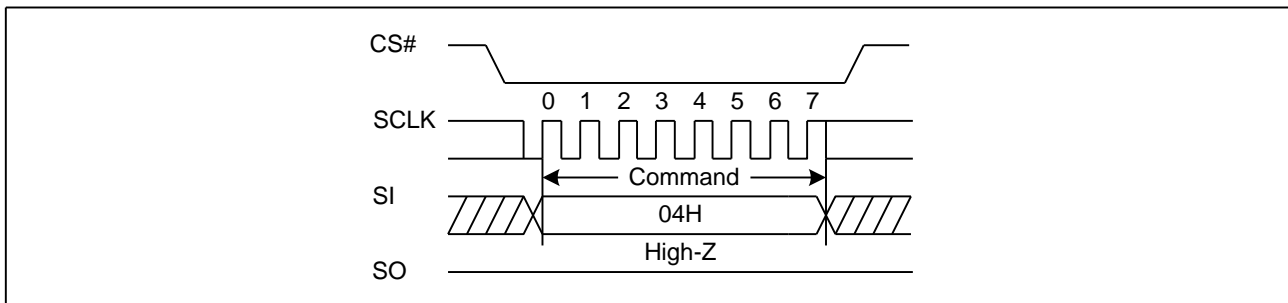 CS#
0 1 2 3 4 5 6 7
SCLK
Command
SI
04H
High-Z
SO